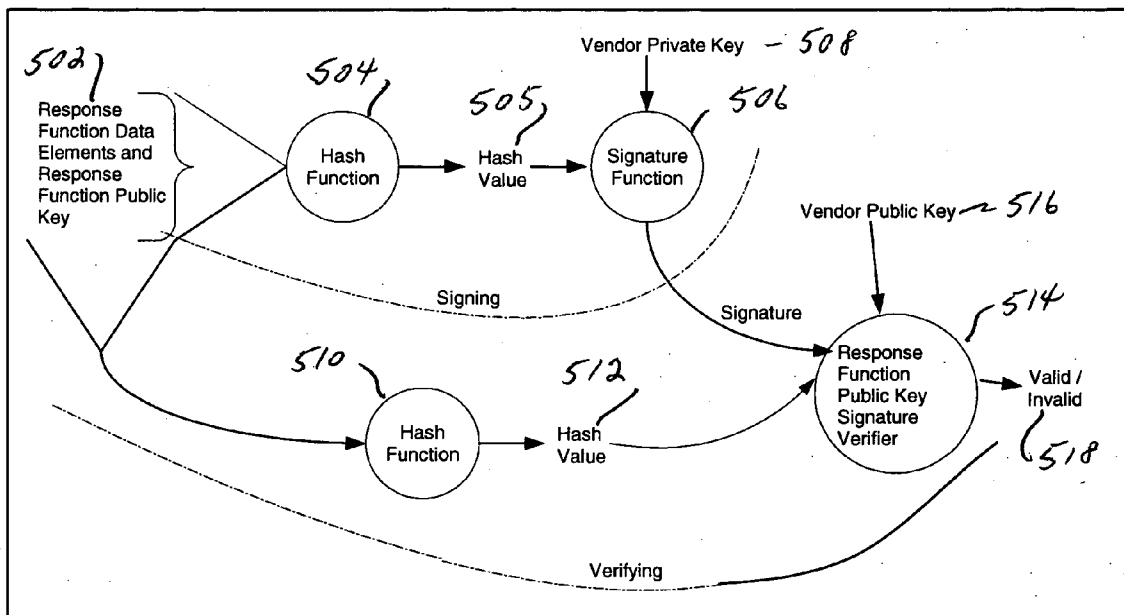 Vendor Private Key - 508
502
504
505
506
Response
Function Data
Elements and
Response
Function Public
Key
Hash
Function
Hash
Value
Signature
Function
Vendor Public Key ~ 516
Signing
Signature
514
510
512
Response
Function
Public Key
Signature
Verifier
Valid /
Invalid
Hash
Function
Hash
Value
518
Verifying